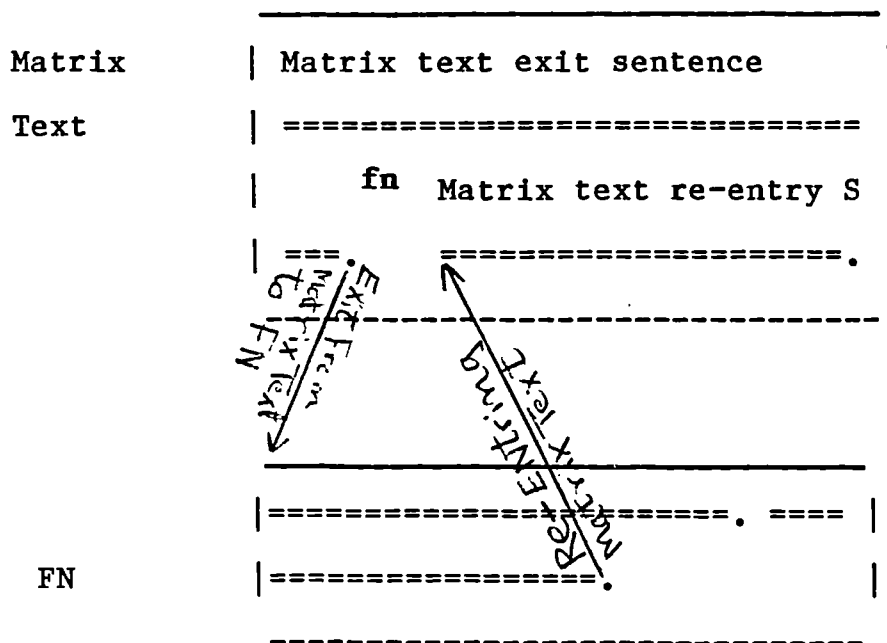 Matrix | Matrix text exit sentence
Text | ==============================
| fn Matrix text re-entry S
| ===. =====================.
Exit From
Matrix Text
to FN
Re-ENtring
Matrix Text
|========================. ==== |
FN |=================. |